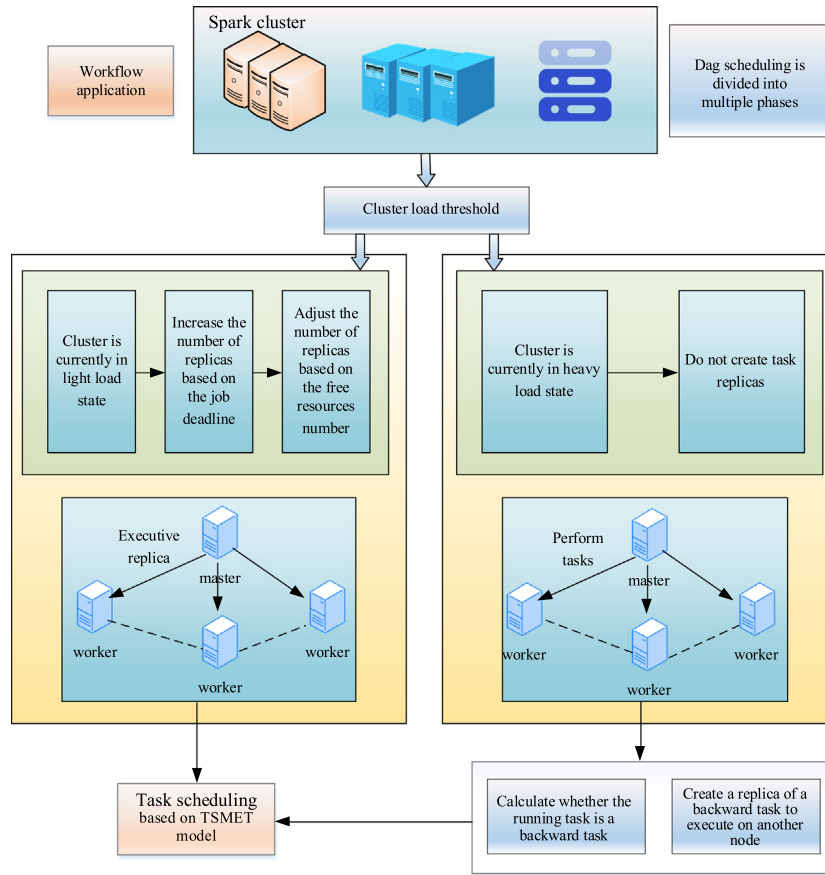 Spark cluster
Workflow
application
Dag scheduling is
divided into
multiple phases
Cluster load threshold
Cluster is
currently in
light load
state
Increase the
number of
replicas
based on
the job
deadline
Adjust the
number of
replicas
based on
the free
resources
number
Cluster is
currently in heavy
load state
Do not create task
replicas
Executive
replica
master
worker
worker
worker
Perform
tasks
master
worker
worker
worker
Task scheduling
based on TSMET
model
Calculate whether the
running task is a
backward task
Create a replica of a
backward task to
execute on another
node